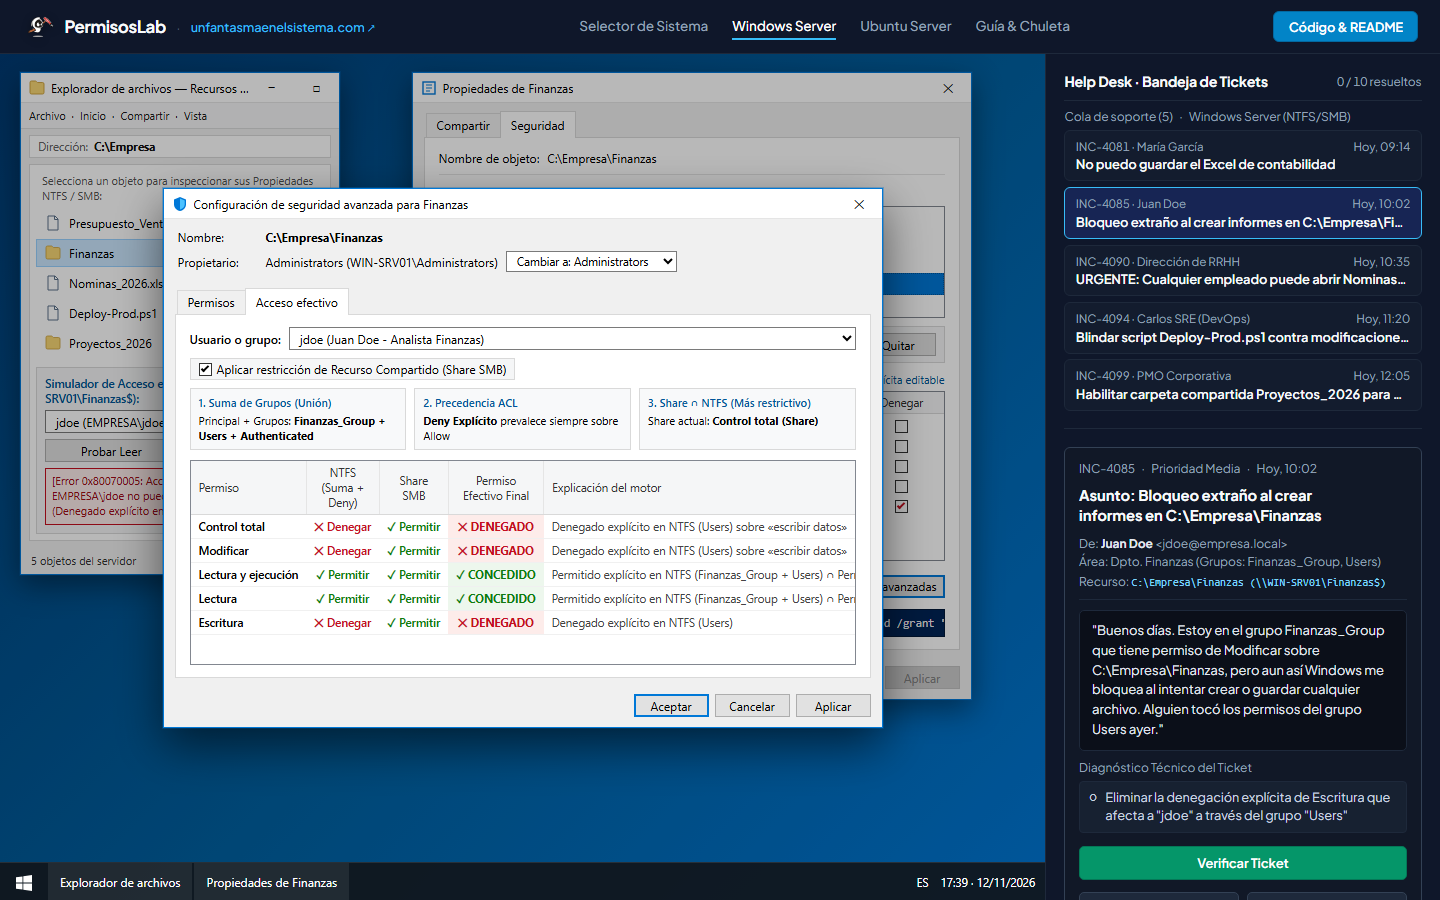 PermisosLab · unfantasmaenelsistema.com ↗
Selector de Sistema Windows Server Ubuntu Server Guía & Chuleta
Código & README
Explorador de archivos — Recursos ...
Archivo · Inicio · Compartir · Vista
Dirección: C:\Empresa
Selecciona un objeto para inspeccionar sus Propiedades
NTFS / SMB:
Presupuesto_Vent
Finanzas
Nominas_2026.xls
Deploy-Prod.ps1
Proyectos_2026
Simulador de Acceso e
SRV01\Finanzas$):
jdoe (EMPRESA\jdoe
Probar Leer
[Error 0x80070005: Acc
EMPRESA\jdoe no pue
(Denegado explícito en
5 objetos del servidor
Propiedades de Finanzas
Compartir Seguridad
Nombre de objeto: C:\Empresa\Finanzas
Quitar
lícita editable
Denegar
avanzadas
d /grant "
Aplicar
Configuración de seguridad avanzada para Finanzas
Nombre: C:\Empresa\Finanzas
Propietario: Administrators (WIN-SRV01\Administrators) Cambiar a: Administrators
Permisos Acceso efectivo
Usuario o grupo: jdoe (Juan Doe - Analista Finanzas)
Aplicar restricción de Recurso Compartido (Share SMB)
1. Suma de Grupos (Unión)
Principal + Grupos: Finanzas_Group +
Users + Authenticated
2. Precedencia ACL
Deny Explícito prevalece siempre sobre
Allow
3. Share ∩ NTFS (Más restrictivo)
Share actual: Control total (Share)
Permiso NTFS (Suma + Deny) Share SMB Permiso Efectivo Final Explicación del motor
Control total ✕ Denegar ✓ Permitir ✕ DENEGADO Denegado explícito en NTFS (Users) sobre «escribir datos»
Modificar ✕ Denegar ✓ Permitir ✕ DENEGADO Denegado explícito en NTFS (Users) sobre «escribir datos»
Lectura y ejecución ✓ Permitir ✓ Permitir ✓ CONCEDIDO Permitido explícito en NTFS (Finanzas_Group + Users) ∩ Peri
Lectura ✓ Permitir ✓ Permitir ✓ CONCEDIDO Permitido explícito en NTFS (Finanzas_Group + Users) ∩ Peri
Escritura ✕ Denegar ✓ Permitir ✕ DENEGADO Denegado explícito en NTFS (Users)
Aceptar Cancelar Aplicar
Help Desk · Bandeja de Tickets 0 / 10 resueltos
Cola de soporte (5) · Windows Server (NTFS/SMB)
INC-4081 · María García Hoy, 09:14
No puedo guardar el Excel de contabilidad
INC-4085 · Juan Doe Hoy, 10:02
Bloqueo extraño al crear informes en C:\Empresa\Fi...
INC-4090 · Dirección de RRHH Hoy, 10:35
URGENTE: Cualquier empleado puede abrir Nominas...
INC-4094 · Carlos SRE (DevOps) Hoy, 11:20
Blindar script Deploy-Prod.ps1 contra modificacione...
INC-4099 · PMO Corporativa Hoy, 12:05
Habilitar carpeta compartida Proyectos_2026 para ...
INC-4085 · Prioridad Media · Hoy, 10:02
Asunto: Bloqueo extraño al crear
informes en C:\Empresa\Finanzas
De: Juan Doe <jdoe@empresa.local>
Área: Dpto. Finanzas (Grupos: Finanzas_Group, Users)
Recurso: C:\Empresa\Finanzas (\\WIN-SRV01\Finanzas$)
"Buenos días. Estoy en el grupo Finanzas_Group
que tiene permiso de Modificar sobre
C:\Empresa\Finanzas, pero aun así Windows me
bloquea al intentar crear o guardar cualquier
archivo. Alguien tocó los permisos del grupo
Users ayer."
Diagnóstico Técnico del Ticket
Eliminar la denegación explícita de Escritura que
afecta a "jdoe" a través del grupo "Users"
Verificar Ticket
Explorador de archivos Propiedades de Finanzas ES 17:39 · 12/11/2026